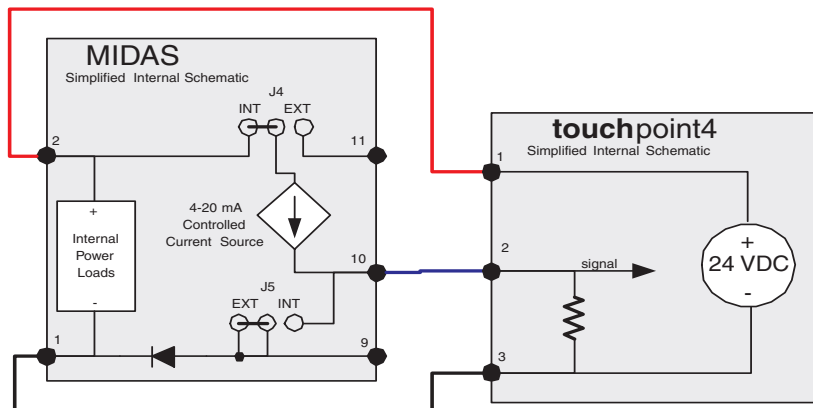 MIDAS
Simplified Internal Schematic
J4
INT EXT
2
11
+
Internal
Power
Loads
-
4-20 mA
Controlled
Current Source
10
J5
EXT INT
1
9
touchpoint4
Simplified Internal Schematic
1
2
signal
+
24 VDC
-
3